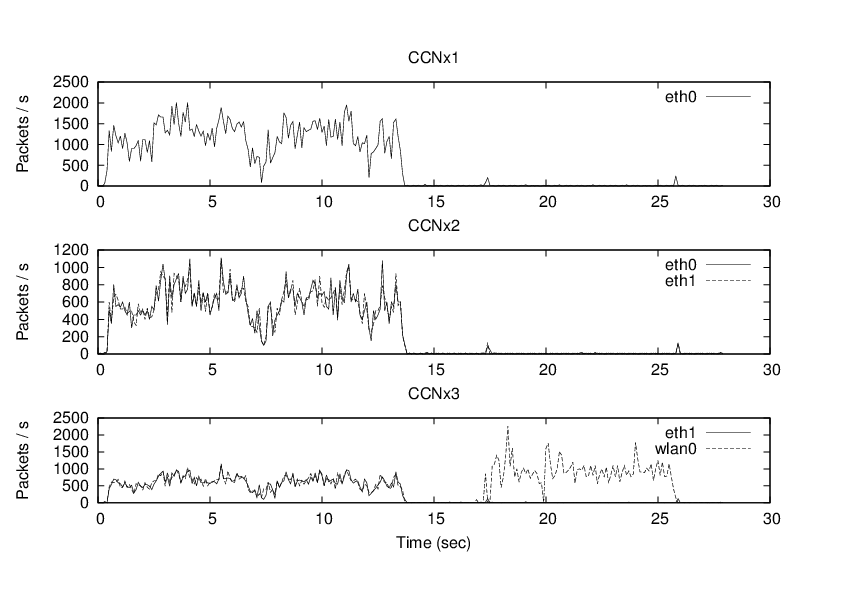 CCNx1
2500
2000
1500
1000
500
0
Packets / s
eth0
0 5 10 15 20 25 30
CCNx2
1200
1000
800
600
400
200
0
Packets / s
eth0
eth1
0 5 10 15 20 25 30
CCNx3
2500
2000
1500
1000
500
0
Packets / s
eth1
wlan0
0 5 10 15 20 25 30
Time (sec)